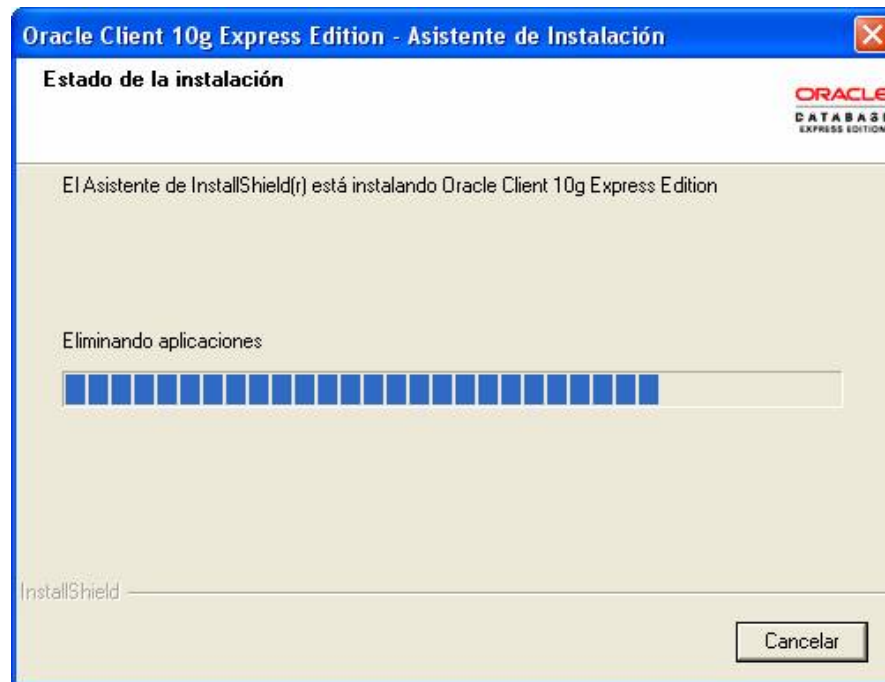 Oracle Client 10g Express Edition - Asistente de Instalación
Estado de la instalación
ORACLE
DATABASE
EXPRESS EDITION
El Asistente de InstallShield(r) está instalando Oracle Client 10g Express Edition
Eliminando aplicaciones
InstallShield
Cancelar